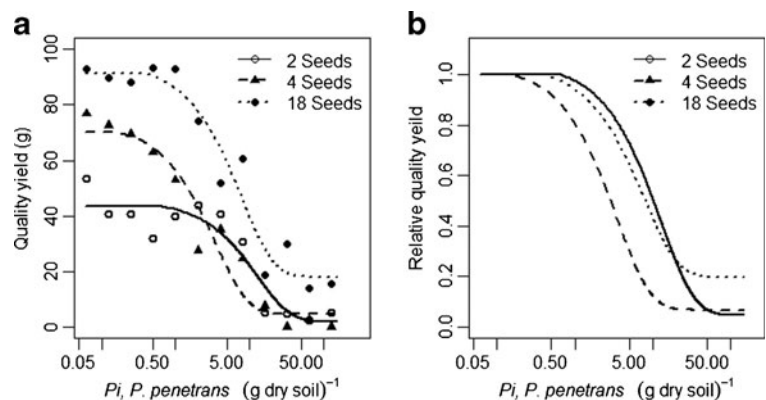 a
Quality yield (g)
100
80
60
40
20
0
2 Seeds
4 Seeds
18 Seeds
0.05
0.50
5.00
50.00
Pi, P. penetrans (g dry soil)⁻¹
b
Relative quality yeild
1.0
0.8
0.6
0.4
0.2
0.0
2 Seeds
4 Seeds
18 Seeds
0.05
0.50
5.00
50.00
Pi, P. penetrans (g dry soil)⁻¹